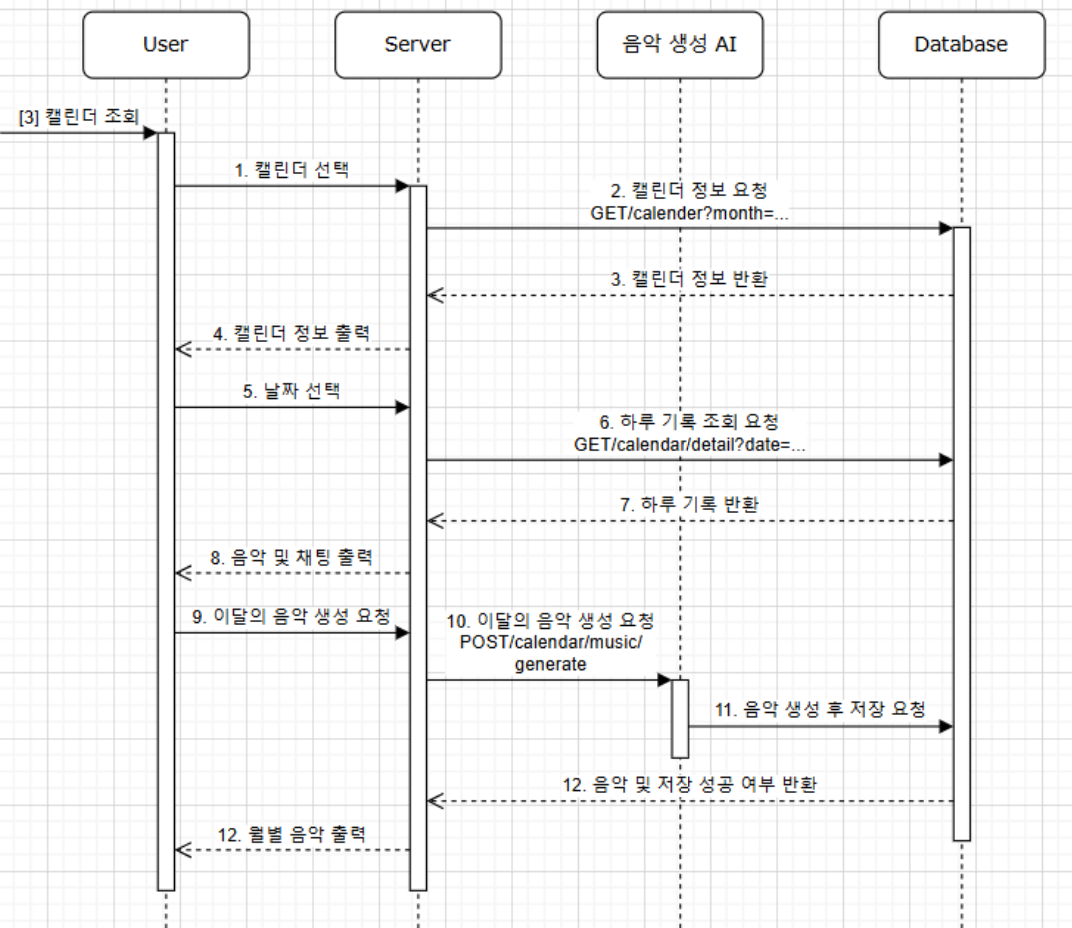 User
Server
음악 생성 AI
Database
[3] 캘린더 조회
1. 캘린더 선택
2. 캘린더 정보 요청
GET/calender?month=...
3. 캘린더 정보 반환
4. 캘린더 정보 출력
5. 날짜 선택
6. 하루 기록 조회 요청
GET/calendar/detail?date=...
7. 하루 기록 반환
8. 음악 및 채팅 출력
9. 이달의 음악 생성 요청
10. 이달의 음악 생성 요청
POST/calendar/music/
generate
11. 음악 생성 후 저장 요청
12. 음악 및 저장 성공 여부 반환
12. 월별 음악 출력